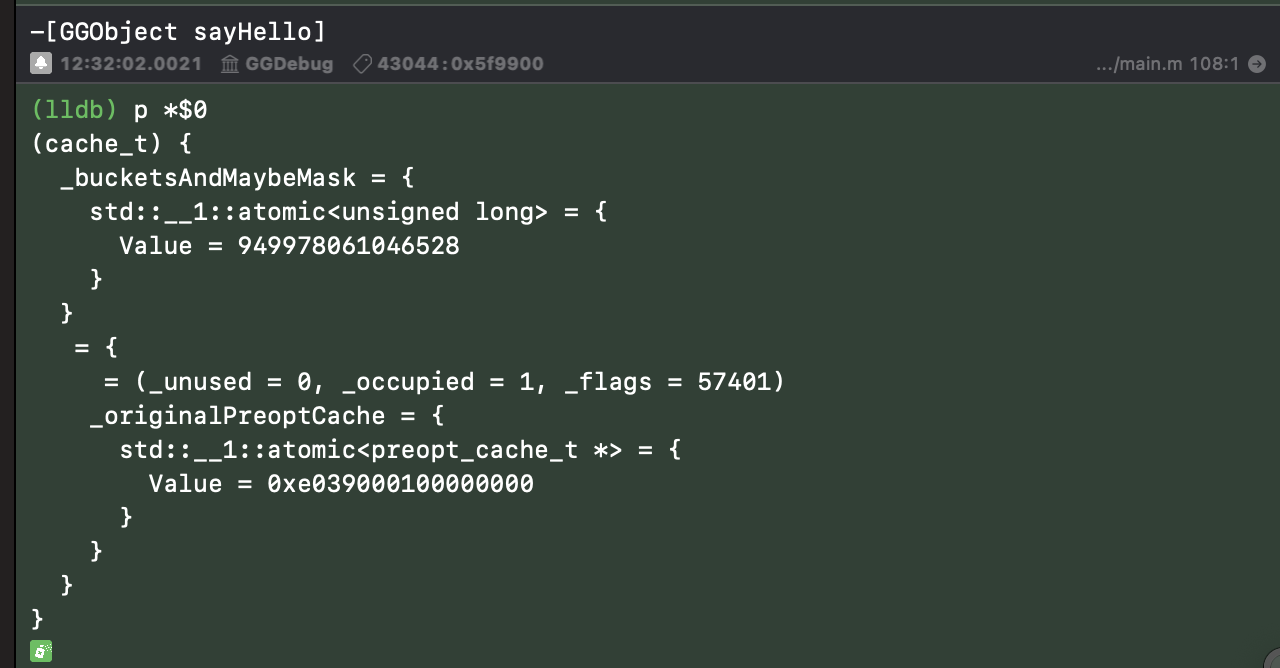 -[GGObject sayHello]
12:32:02.0021 GGDebug 43044:0x5f9900 .../main.m 108:1
(lldb) p *$0
(cache_t) {
  _bucketsAndMaybeMask = {
    std::__1::atomic<unsigned long> = {
      Value = 949978061046528
    }
  }
   = {
     = (_unused = 0, _occupied = 1, _flags = 57401)
    _originalPreoptCache = {
      std::__1::atomic<preopt_cache_t *> = {
        Value = 0xe039000100000000
      }
    }
  }
}